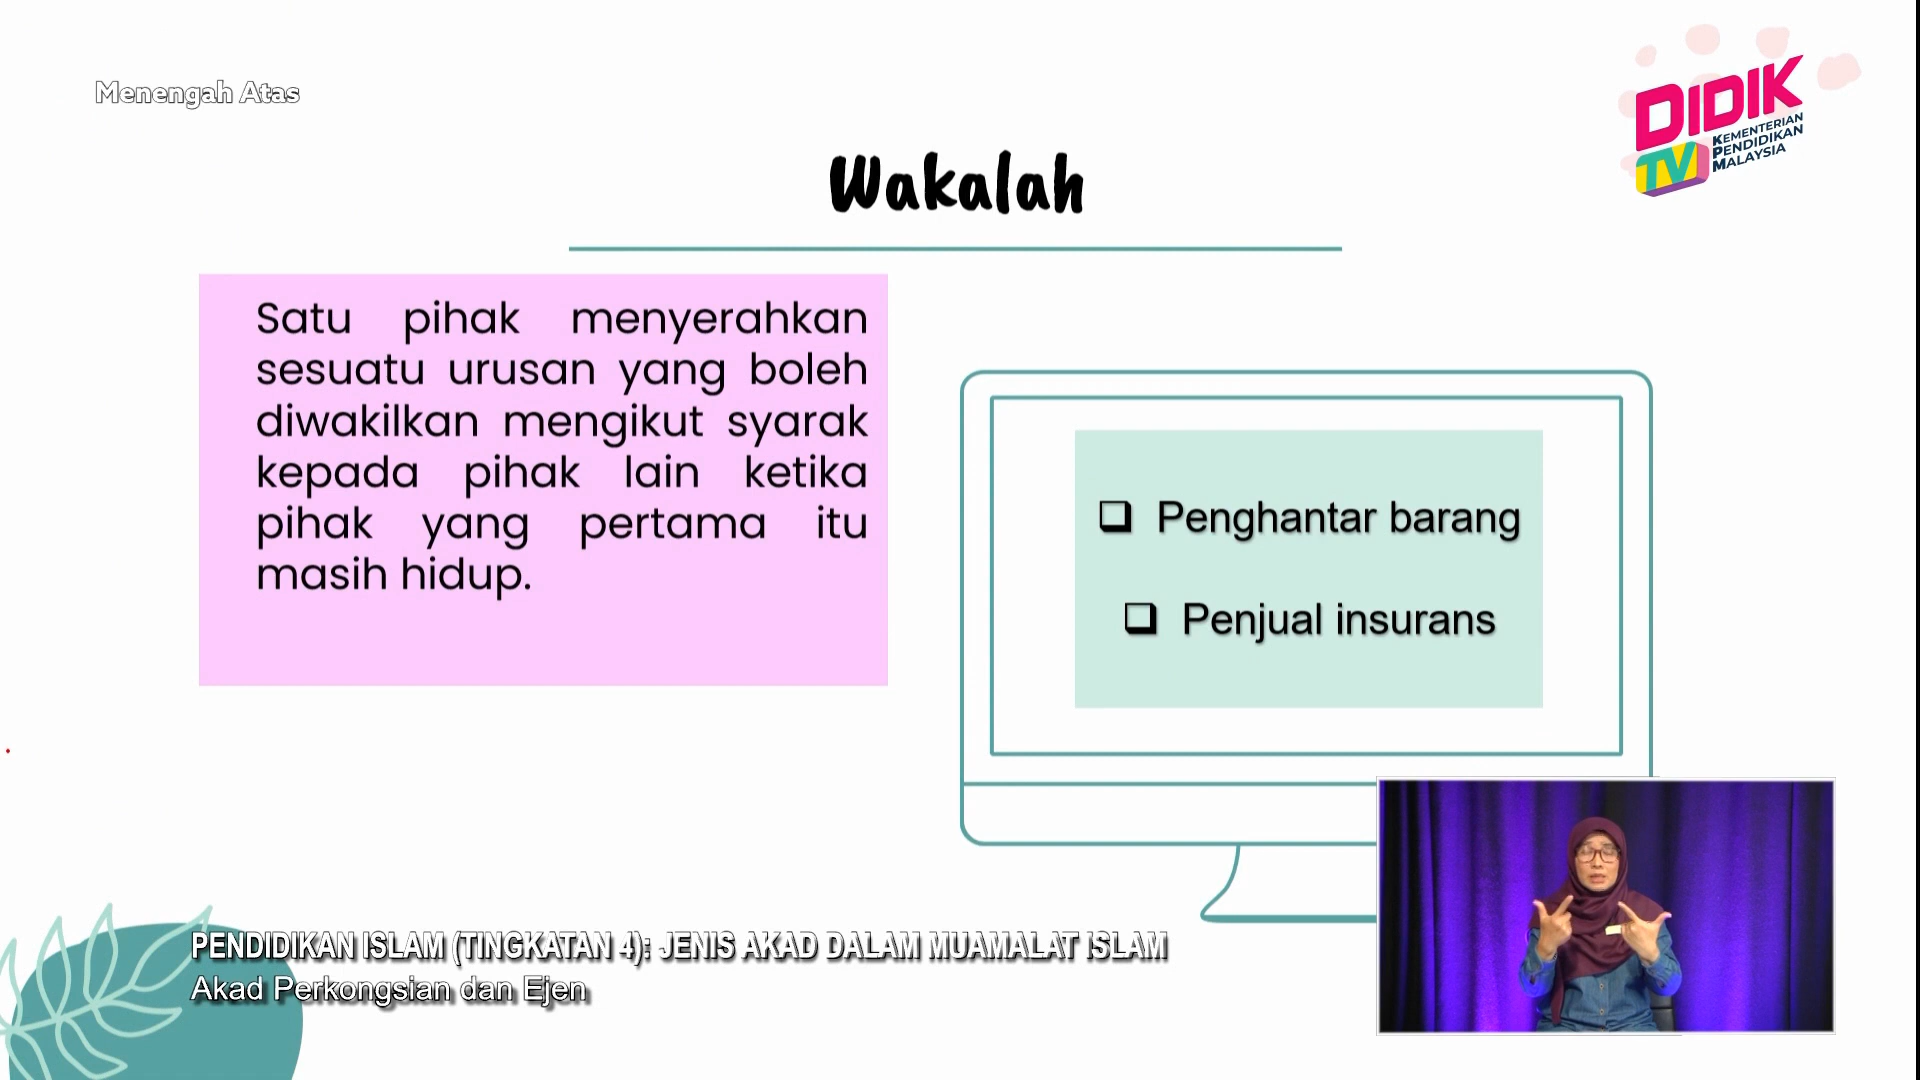 Menengah Atas
DIDIK
TV
KEMENTERIAN
PENDIDIKAN
MALAYSIA
Wakalah
Satu pihak menyerahkan
sesuatu urusan yang boleh
diwakilkan mengikut syarak
kepada pihak lain ketika
pihak yang pertama itu
masih hidup.
❑ Penghantar barang
❑ Penjual insurans
PENDIDIKAN ISLAM (TINGKATAN 4): JENIS AKAD DALAM MUAMALAT ISLAM
Akad Perkongsian dan Ejen